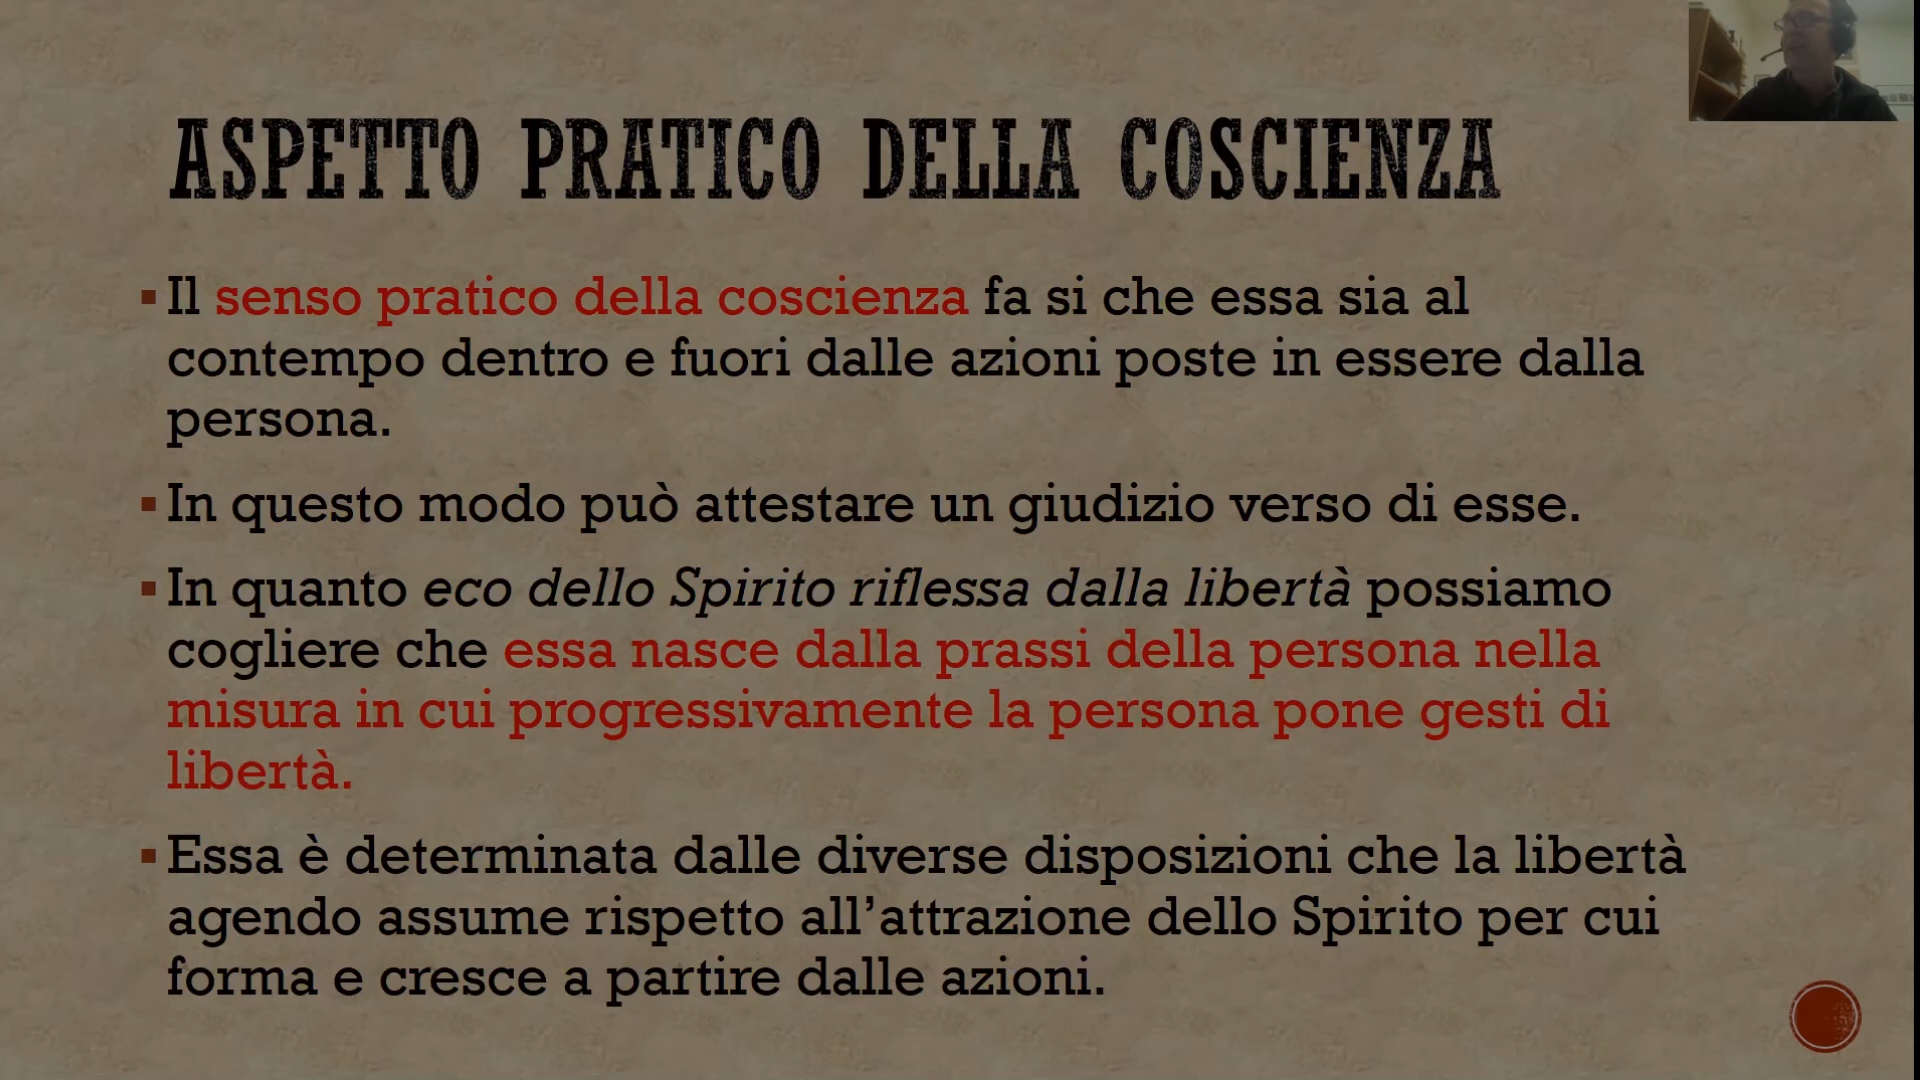 ASPETTO PRATICO DELLA COSCIENZA
Il senso pratico della coscienza fa si che essa sia al
contempo dentro e fuori dalle azioni poste in essere dalla
persona.
In questo modo può attestare un giudizio verso di esse.
In quanto eco dello Spirito riflessa dalla libertà possiamo
cogliere che essa nasce dalla prassi della persona nella
misura in cui progressivamente la persona pone gesti di
libertà.
Essa è determinata dalle diverse disposizioni che la libertà
agendo assume rispetto all’attrazione dello Spirito per cui
forma e cresce a partire dalle azioni.